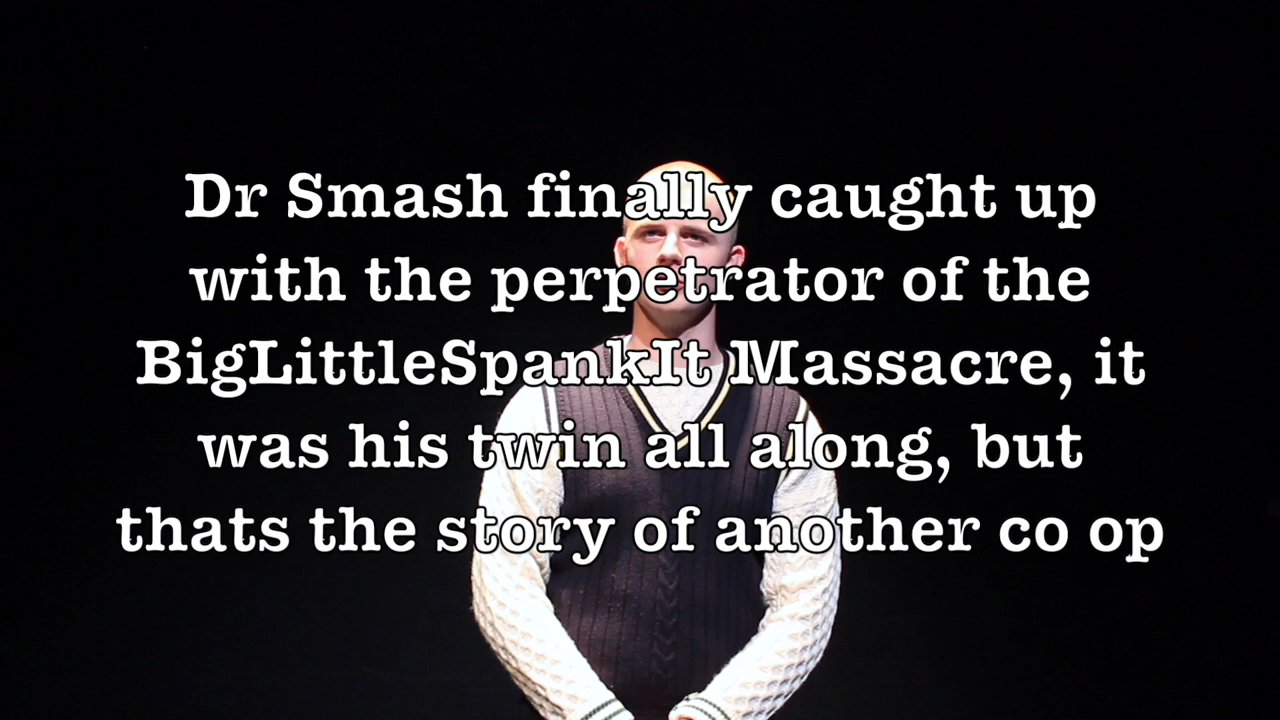 Dr Smash finally caught up
with the perpetrator of the
BigLittleSpankIt Massacre, it
was his twin all along, but
thats the story of another co op